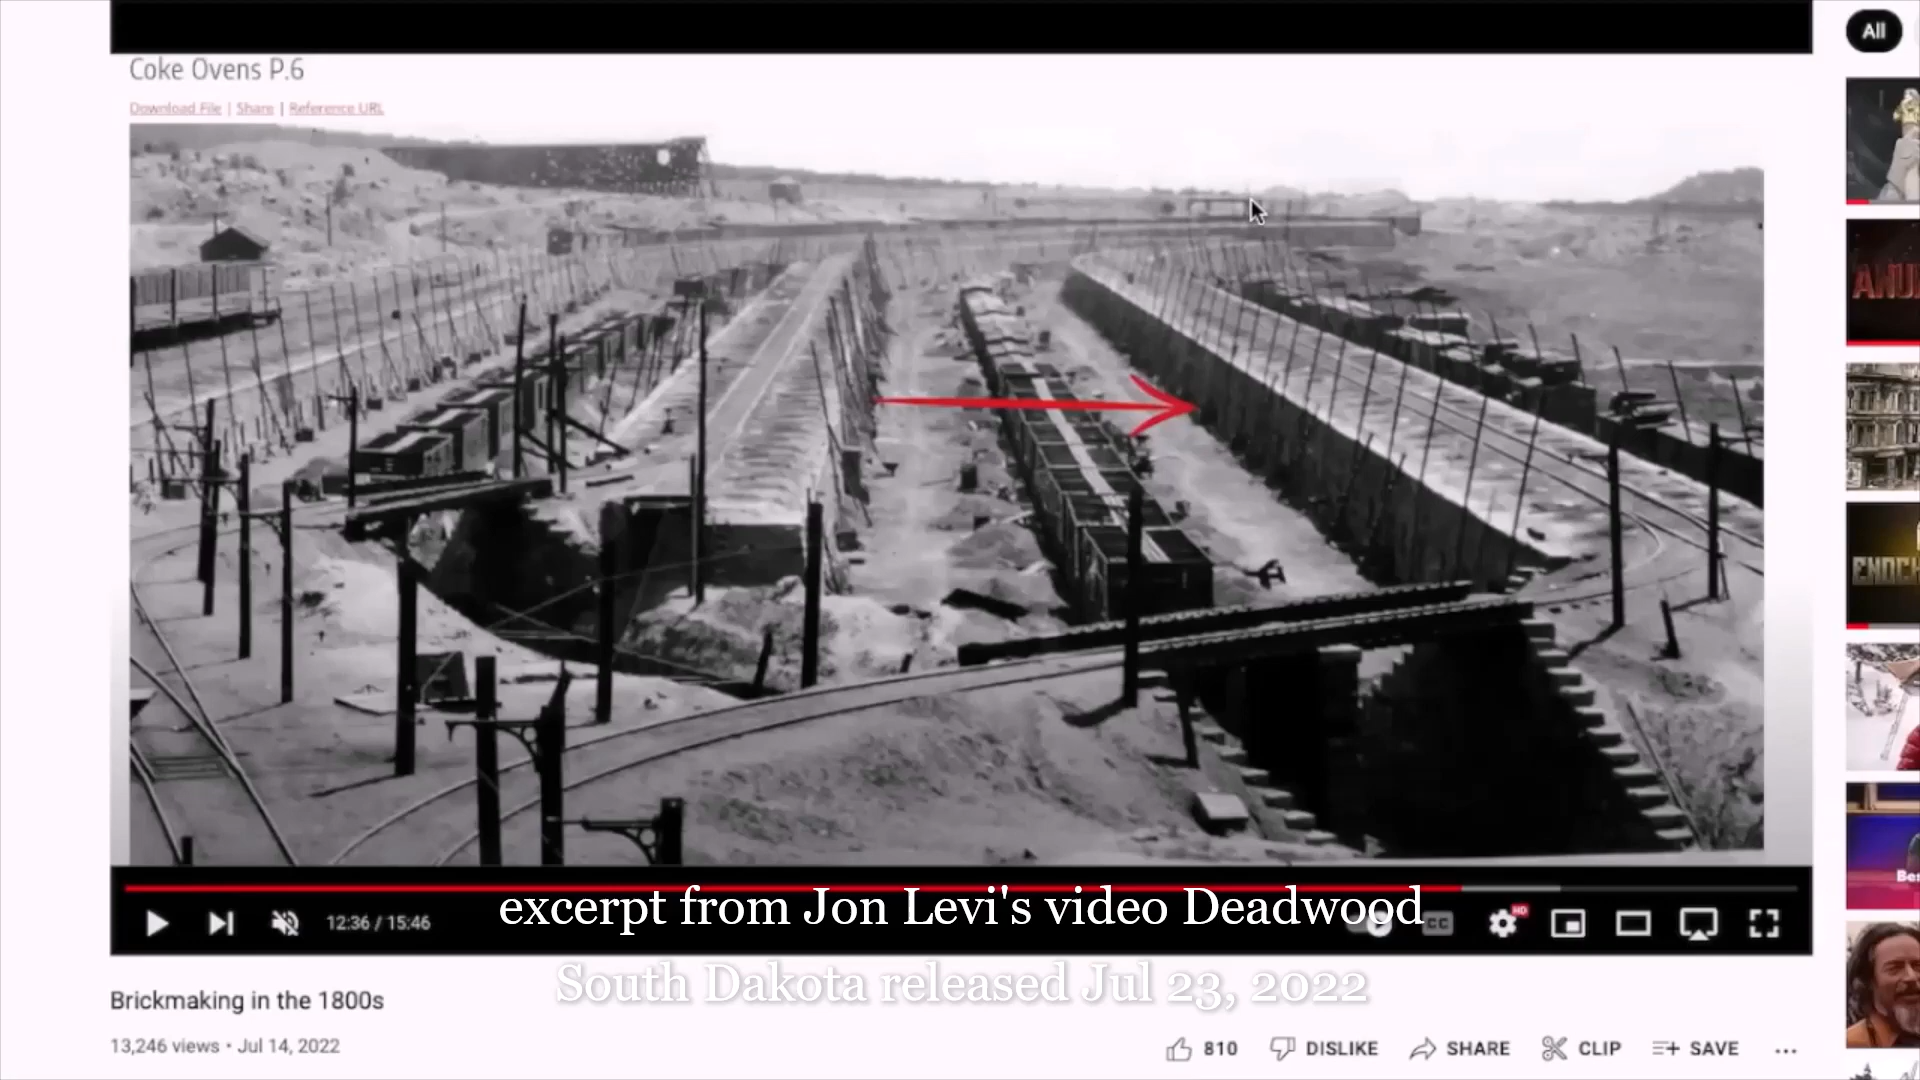 All
Coke Ovens P.6
Download File | Share | Reference URL
12:36 / 15:46
excerpt from Jon Levi's video Deadwood
CC
HD
South Dakota released Jul 23, 2022
Brickmaking in the 1800s
13,246 views • Jul 14, 2022
810
DISLIKE
SHARE
CLIP
SAVE